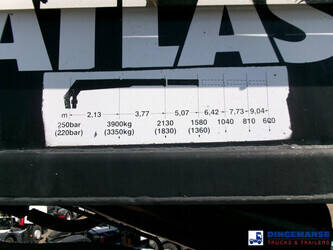 ATLAS
m 2,13 3,77 5,07 6,42 7,73 9,04
250bar 3900kg 2130 1580 1040 810 600
(220bar) (3350kg) (1830) (1360)
DINGEMANSE
TRUCKS & TRAILERS